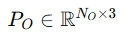 P_O ∈ ℝ^{N_O×3}